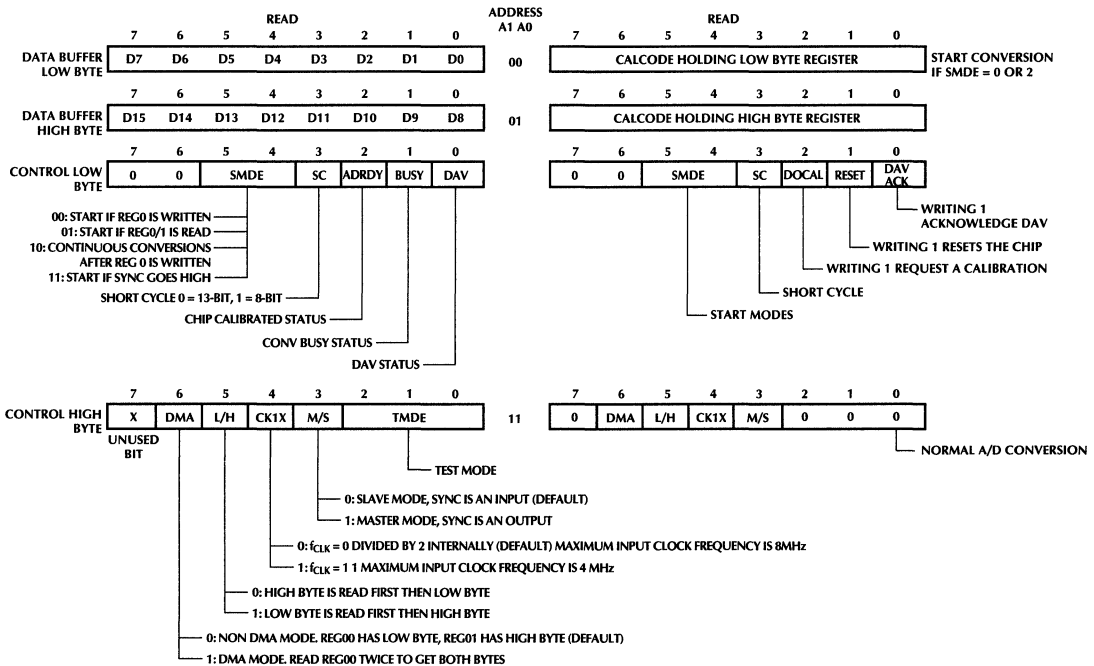 READ
ADDRESS
A1 A0
READ
7 6 5 4 3 2 1 0
7 6 5 4 3 2 1 0
DATA BUFFER
LOW BYTE
D7 D6 D5 D4 D3 D2 D1 D0
00
CALCODE HOLDING LOW BYTE REGISTER
START CONVERSION
IF SMDE = 0 OR 2
7 6 5 4 3 2 1 0
7 6 5 4 3 2 1 0
DATA BUFFER
HIGH BYTE
D15 D14 D13 D12 D11 D10 D9 D8
01
CALCODE HOLDING HIGH BYTE REGISTER
7 6 5 4 3 2 1 0
7 6 5 4 3 2 1 0
CONTROL LOW
BYTE
0 0 SMDE SC ADRDY BUSY DAV
0 0 SMDE SC DOCAL RESET DAV
ACK
00: START IF REG0 IS WRITTEN
01: START IF REG0/1 IS READ
10: CONTINUOUS CONVERSIONS
AFTER REG 0 IS WRITTEN
11: START IF SYNC GOES HIGH
SHORT CYCLE 0 = 13-BIT, 1 = 8-BIT
CHIP CALIBRATED STATUS
CONV BUSY STATUS
DAV STATUS
WRITING 1
ACKNOWLEDGE DAV
WRITING 1 RESETS THE CHIP
WRITING 1 REQUEST A CALIBRATION
SHORT CYCLE
START MODES
7 6 5 4 3 2 1 0
7 6 5 4 3 2 1 0
CONTROL HIGH
BYTE
X DMA L/H CK1X M/S TMDE
11
0 DMA L/H CK1X M/S 0 0 0
UNUSED
BIT
NORMAL A/D CONVERSION
TEST MODE
0: SLAVE MODE, SYNC IS AN INPUT (DEFAULT)
1: MASTER MODE, SYNC IS AN OUTPUT
0: fCLK = 0 DIVIDED BY 2 INTERNALLY (DEFAULT) MAXIMUM INPUT CLOCK FREQUENCY IS 8MHz
1: fCLK = 1 1 MAXIMUM INPUT CLOCK FREQUENCY IS 4 MHz
0: HIGH BYTE IS READ FIRST THEN LOW BYTE
1: LOW BYTE IS READ FIRST THEN HIGH BYTE
0: NON DMA MODE. REG00 HAS LOW BYTE, REG01 HAS HIGH BYTE (DEFAULT)
1: DMA MODE. READ REG00 TWICE TO GET BOTH BYTES